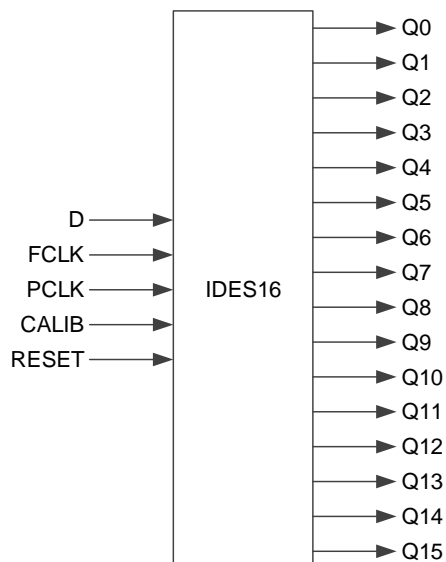 D
FCLK
PCLK
CALIB
RESET
IDES16
Q0
Q1
Q2
Q3
Q4
Q5
Q6
Q7
Q8
Q9
Q10
Q11
Q12
Q13
Q14
Q15